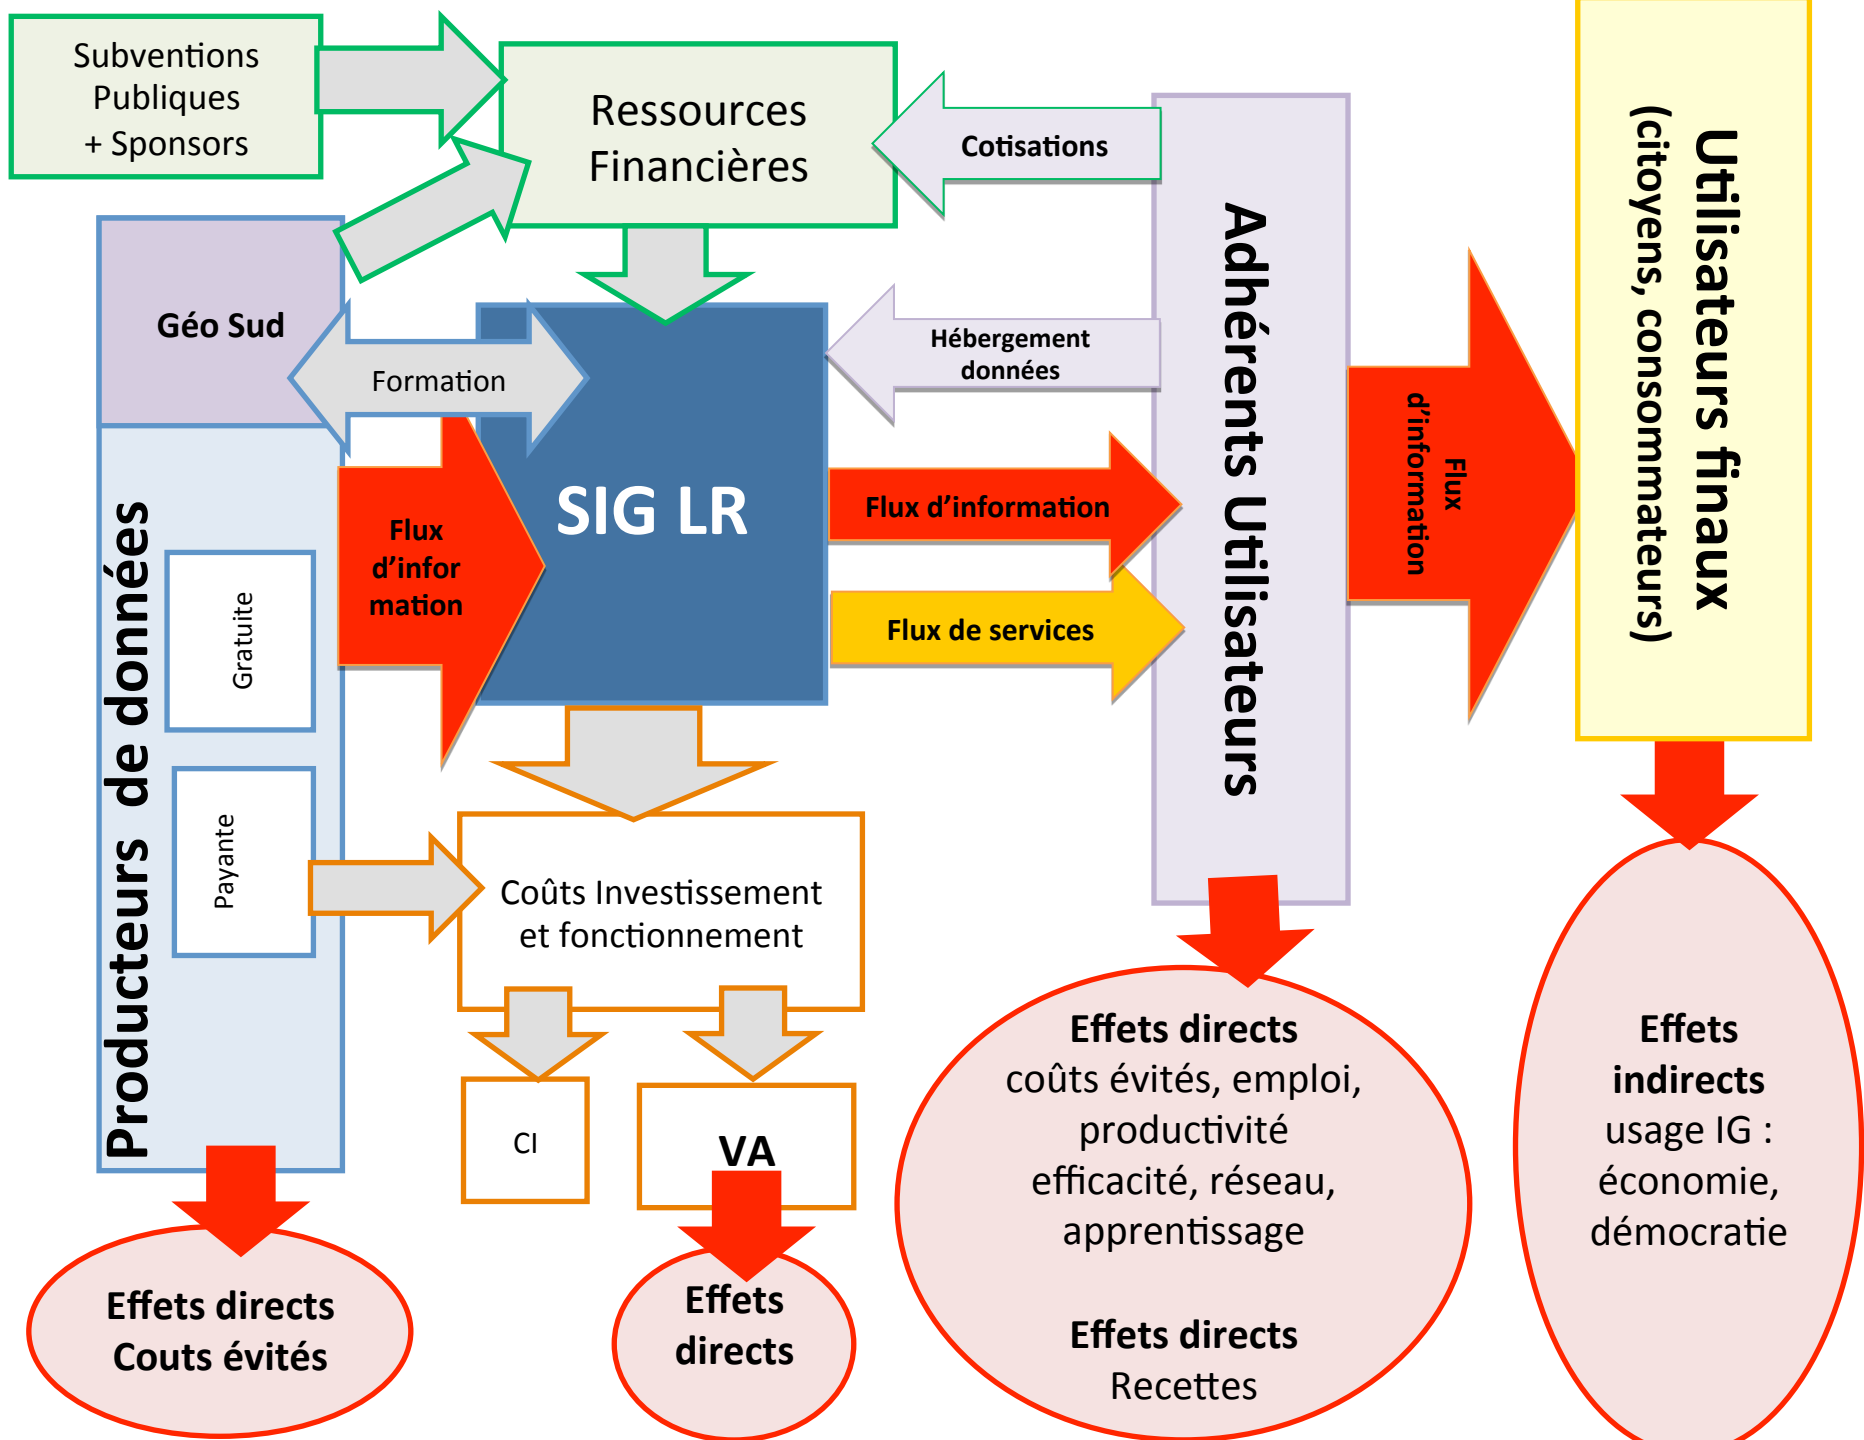 Subventions
Publiques
+ Sponsors
Ressources
Financières
Cotisations
Géo Sud
Formation
Hébergement
données
SIG LR
Flux
d’infor
mation
Flux d’information
Flux de services
Adhérents Utilisateurs
Flux
d’information
Utilisateurs finaux
(citoyens, consommateurs)
Producteurs de données
Gratuite
Payante
Coûts Investissement
et fonctionnement
CI
VA
Effets directs
Couts évités
Effets
directs
Effets directs
coûts évités, emploi,
productivité
efficacité, réseau,
apprentissage
Effets directs
Recettes
Effets
indirects
usage IG :
économie,
démocratie